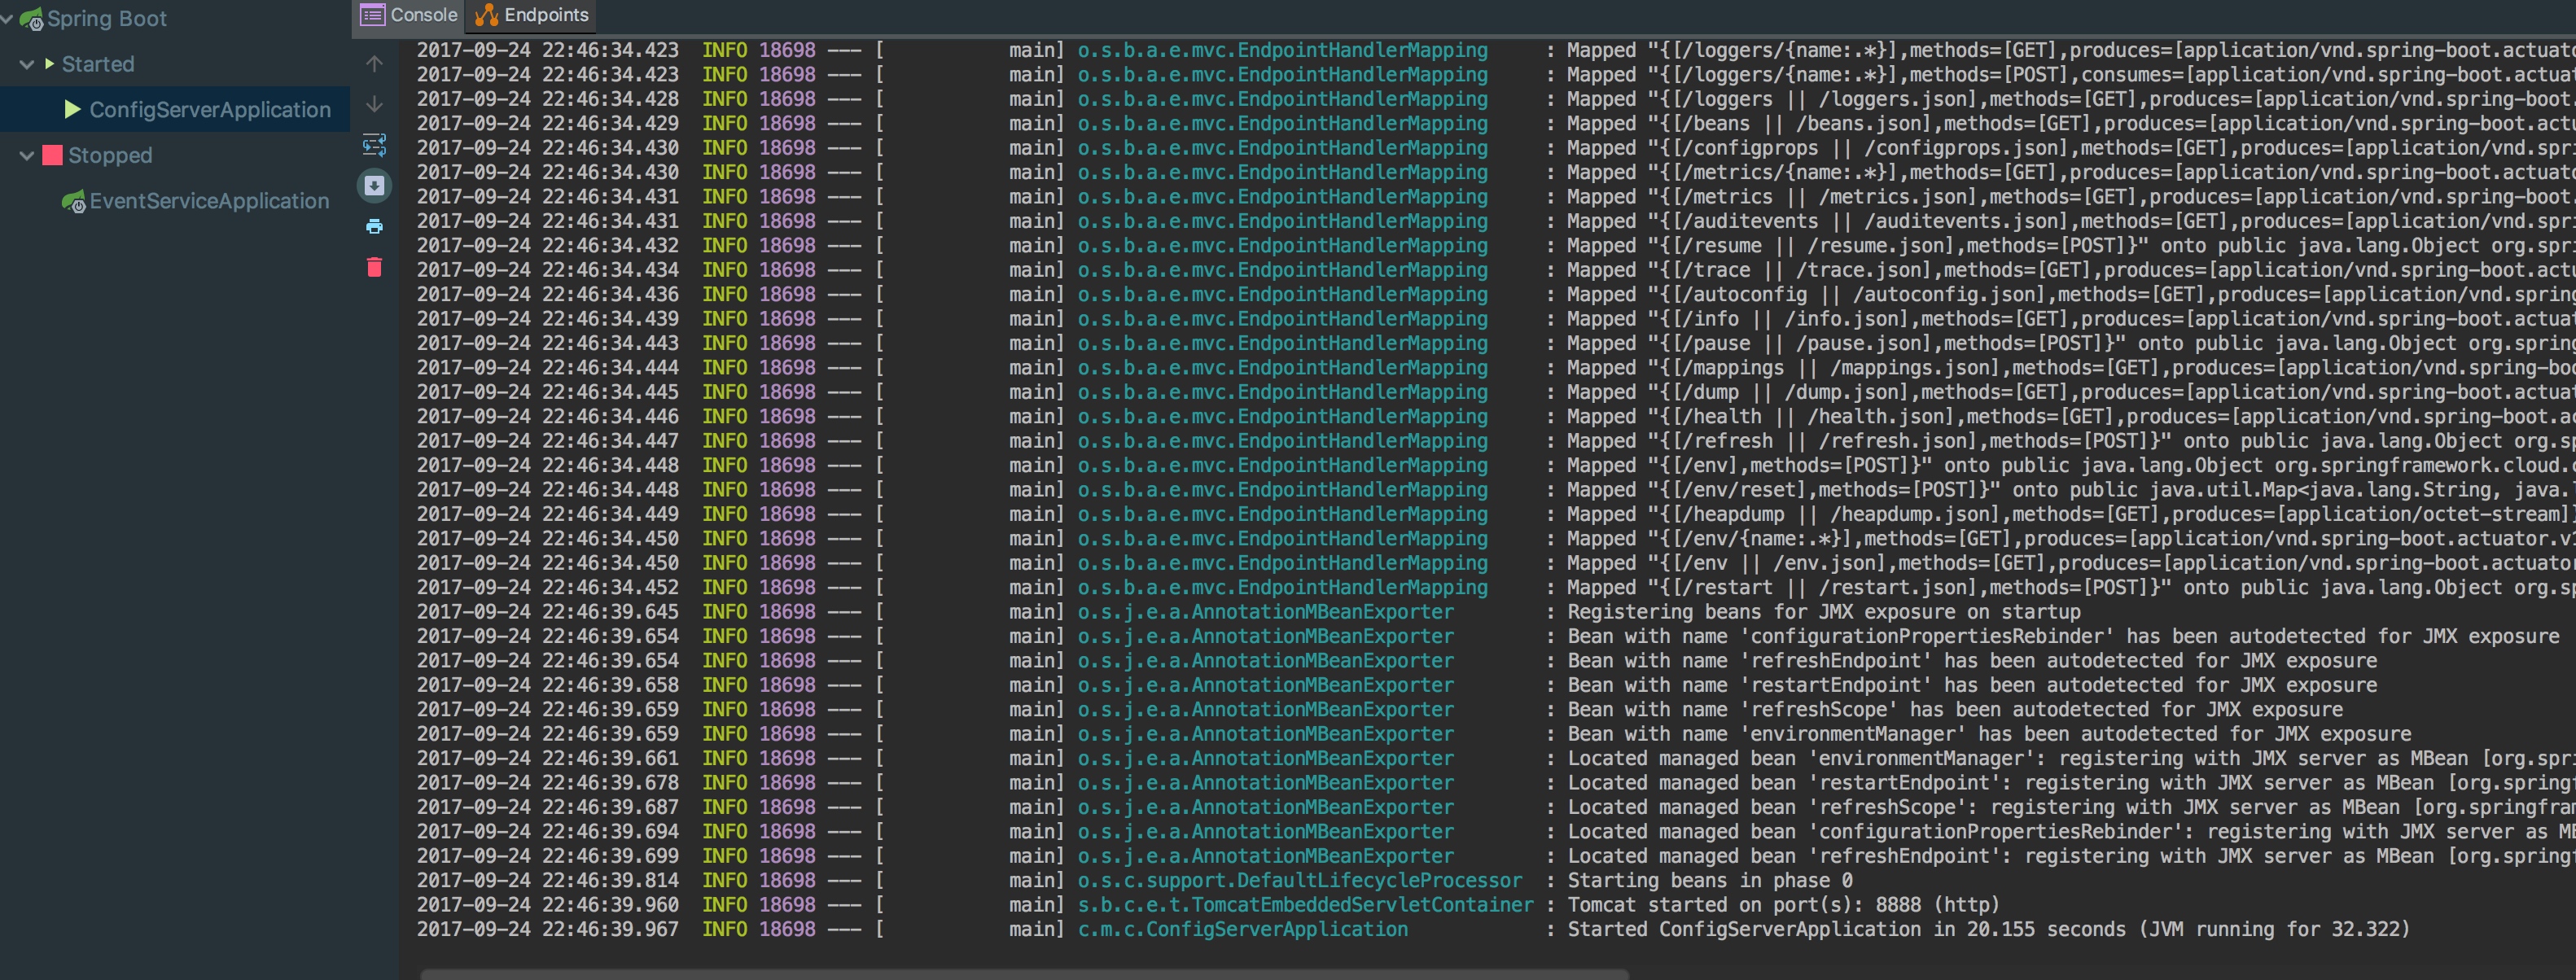 Spring Boot
Started
ConfigServerApplication
Stopped
EventServiceApplication
Console Endpoints
2017-09-24 22:46:34.423  INFO 18698 --- [           main] o.s.b.a.e.mvc.EndpointHandlerMapping     : Mapped "{[/loggers/{name:.*}],methods=[GET],produces=[application/vnd.spring-boot.actuato
2017-09-24 22:46:34.423  INFO 18698 --- [           main] o.s.b.a.e.mvc.EndpointHandlerMapping     : Mapped "{[/loggers/{name:.*}],methods=[POST],consumes=[application/vnd.spring-boot.actuat
2017-09-24 22:46:34.428  INFO 18698 --- [           main] o.s.b.a.e.mvc.EndpointHandlerMapping     : Mapped "{[/loggers || /loggers.json],methods=[GET],produces=[application/vnd.spring-boot.
2017-09-24 22:46:34.429  INFO 18698 --- [           main] o.s.b.a.e.mvc.EndpointHandlerMapping     : Mapped "{[/beans || /beans.json],methods=[GET],produces=[application/vnd.spring-boot.actu
2017-09-24 22:46:34.430  INFO 18698 --- [           main] o.s.b.a.e.mvc.EndpointHandlerMapping     : Mapped "{[/configprops || /configprops.json],methods=[GET],produces=[application/vnd.spri
2017-09-24 22:46:34.430  INFO 18698 --- [           main] o.s.b.a.e.mvc.EndpointHandlerMapping     : Mapped "{[/metrics/{name:.*}],methods=[GET],produces=[application/vnd.spring-boot.actuato
2017-09-24 22:46:34.431  INFO 18698 --- [           main] o.s.b.a.e.mvc.EndpointHandlerMapping     : Mapped "{[/metrics || /metrics.json],methods=[GET],produces=[application/vnd.spring-boot.
2017-09-24 22:46:34.431  INFO 18698 --- [           main] o.s.b.a.e.mvc.EndpointHandlerMapping     : Mapped "{[/auditevents || /auditevents.json],methods=[GET],produces=[application/vnd.spri
2017-09-24 22:46:34.432  INFO 18698 --- [           main] o.s.b.a.e.mvc.EndpointHandlerMapping     : Mapped "{[/resume || /resume.json],methods=[POST]}" onto public java.lang.Object org.spri
2017-09-24 22:46:34.434  INFO 18698 --- [           main] o.s.b.a.e.mvc.EndpointHandlerMapping     : Mapped "{[/trace || /trace.json],methods=[GET],produces=[application/vnd.spring-boot.actu
2017-09-24 22:46:34.436  INFO 18698 --- [           main] o.s.b.a.e.mvc.EndpointHandlerMapping     : Mapped "{[/autoconfig || /autoconfig.json],methods=[GET],produces=[application/vnd.spring
2017-09-24 22:46:34.439  INFO 18698 --- [           main] o.s.b.a.e.mvc.EndpointHandlerMapping     : Mapped "{[/info || /info.json],methods=[GET],produces=[application/vnd.spring-boot.actuat
2017-09-24 22:46:34.443  INFO 18698 --- [           main] o.s.b.a.e.mvc.EndpointHandlerMapping     : Mapped "{[/pause || /pause.json],methods=[POST]}" onto public java.lang.Object org.spring
2017-09-24 22:46:34.444  INFO 18698 --- [           main] o.s.b.a.e.mvc.EndpointHandlerMapping     : Mapped "{[/mappings || /mappings.json],methods=[GET],produces=[application/vnd.spring-boo
2017-09-24 22:46:34.445  INFO 18698 --- [           main] o.s.b.a.e.mvc.EndpointHandlerMapping     : Mapped "{[/dump || /dump.json],methods=[GET],produces=[application/vnd.spring-boot.actuat
2017-09-24 22:46:34.446  INFO 18698 --- [           main] o.s.b.a.e.mvc.EndpointHandlerMapping     : Mapped "{[/health || /health.json],methods=[GET],produces=[application/vnd.spring-boot.ac
2017-09-24 22:46:34.447  INFO 18698 --- [           main] o.s.b.a.e.mvc.EndpointHandlerMapping     : Mapped "{[/refresh || /refresh.json],methods=[POST]}" onto public java.lang.Object org.sp
2017-09-24 22:46:34.448  INFO 18698 --- [           main] o.s.b.a.e.mvc.EndpointHandlerMapping     : Mapped "{[/env],methods=[POST]}" onto public java.lang.Object org.springframework.cloud.c
2017-09-24 22:46:34.448  INFO 18698 --- [           main] o.s.b.a.e.mvc.EndpointHandlerMapping     : Mapped "{[/env/reset],methods=[POST]}" onto public java.util.Map<java.lang.String, java.l
2017-09-24 22:46:34.449  INFO 18698 --- [           main] o.s.b.a.e.mvc.EndpointHandlerMapping     : Mapped "{[/heapdump || /heapdump.json],methods=[GET],produces=[application/octet-stream]}
2017-09-24 22:46:34.450  INFO 18698 --- [           main] o.s.b.a.e.mvc.EndpointHandlerMapping     : Mapped "{[/env/{name:.*}],methods=[GET],produces=[application/vnd.spring-boot.actuator.v1
2017-09-24 22:46:34.450  INFO 18698 --- [           main] o.s.b.a.e.mvc.EndpointHandlerMapping     : Mapped "{[/env || /env.json],methods=[GET],produces=[application/vnd.spring-boot.actuator
2017-09-24 22:46:34.452  INFO 18698 --- [           main] o.s.b.a.e.mvc.EndpointHandlerMapping     : Mapped "{[/restart || /restart.json],methods=[POST]}" onto public java.lang.Object org.sp
2017-09-24 22:46:39.645  INFO 18698 --- [           main] o.s.j.e.a.AnnotationMBeanExporter        : Registering beans for JMX exposure on startup
2017-09-24 22:46:39.654  INFO 18698 --- [           main] o.s.j.e.a.AnnotationMBeanExporter        : Bean with name 'configurationPropertiesRebinder' has been autodetected for JMX exposure
2017-09-24 22:46:39.654  INFO 18698 --- [           main] o.s.j.e.a.AnnotationMBeanExporter        : Bean with name 'refreshEndpoint' has been autodetected for JMX exposure
2017-09-24 22:46:39.658  INFO 18698 --- [           main] o.s.j.e.a.AnnotationMBeanExporter        : Bean with name 'restartEndpoint' has been autodetected for JMX exposure
2017-09-24 22:46:39.659  INFO 18698 --- [           main] o.s.j.e.a.AnnotationMBeanExporter        : Bean with name 'refreshScope' has been autodetected for JMX exposure
2017-09-24 22:46:39.659  INFO 18698 --- [           main] o.s.j.e.a.AnnotationMBeanExporter        : Bean with name 'environmentManager' has been autodetected for JMX exposure
2017-09-24 22:46:39.661  INFO 18698 --- [           main] o.s.j.e.a.AnnotationMBeanExporter        : Located managed bean 'environmentManager': registering with JMX server as MBean [org.spri
2017-09-24 22:46:39.678  INFO 18698 --- [           main] o.s.j.e.a.AnnotationMBeanExporter        : Located managed bean 'restartEndpoint': registering with JMX server as MBean [org.springf
2017-09-24 22:46:39.687  INFO 18698 --- [           main] o.s.j.e.a.AnnotationMBeanExporter        : Located managed bean 'refreshScope': registering with JMX server as MBean [org.springfram
2017-09-24 22:46:39.694  INFO 18698 --- [           main] o.s.j.e.a.AnnotationMBeanExporter        : Located managed bean 'configurationPropertiesRebinder': registering with JMX server as MB
2017-09-24 22:46:39.699  INFO 18698 --- [           main] o.s.j.e.a.AnnotationMBeanExporter        : Located managed bean 'refreshEndpoint': registering with JMX server as MBean [org.springf
2017-09-24 22:46:39.814  INFO 18698 --- [           main] o.s.c.support.DefaultLifecycleProcessor  : Starting beans in phase 0
2017-09-24 22:46:39.960  INFO 18698 --- [           main] s.b.c.e.t.TomcatEmbeddedServletContainer : Tomcat started on port(s): 8888 (http)
2017-09-24 22:46:39.967  INFO 18698 --- [           main] c.m.c.ConfigServerApplication            : Started ConfigServerApplication in 20.155 seconds (JVM running for 32.322)